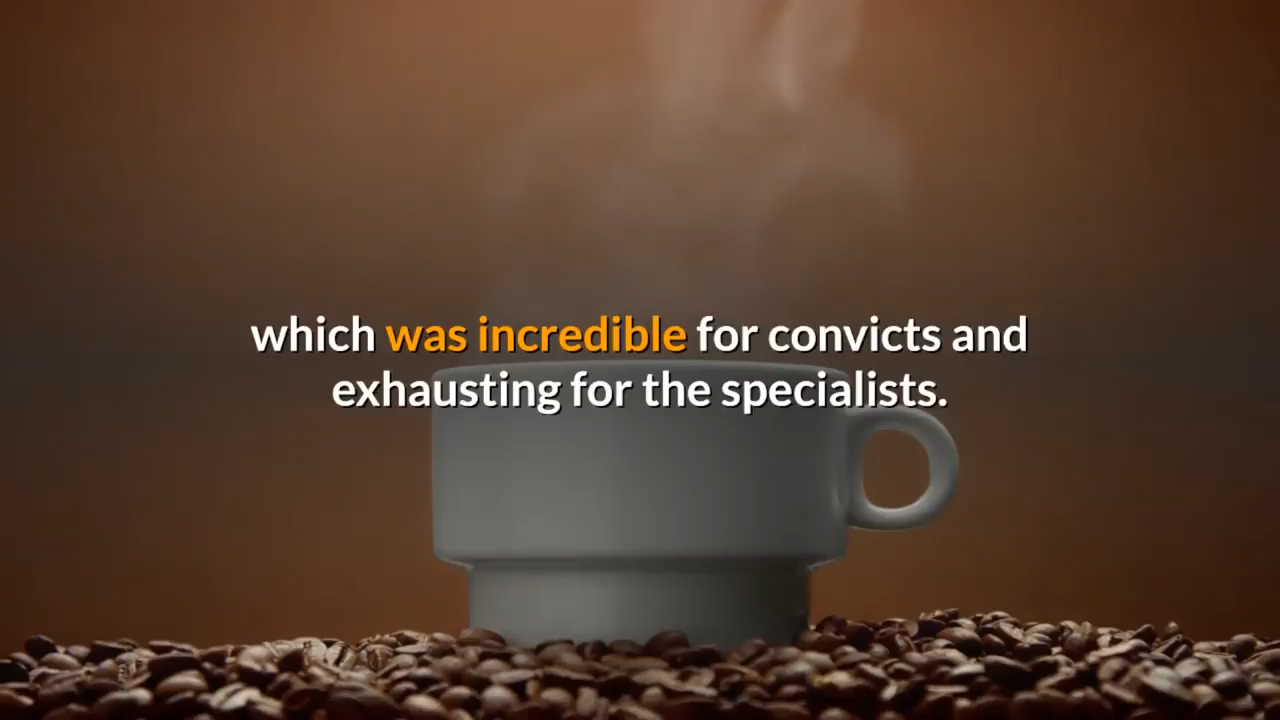 which was incredible for convicts and
exhausting for the specialists.